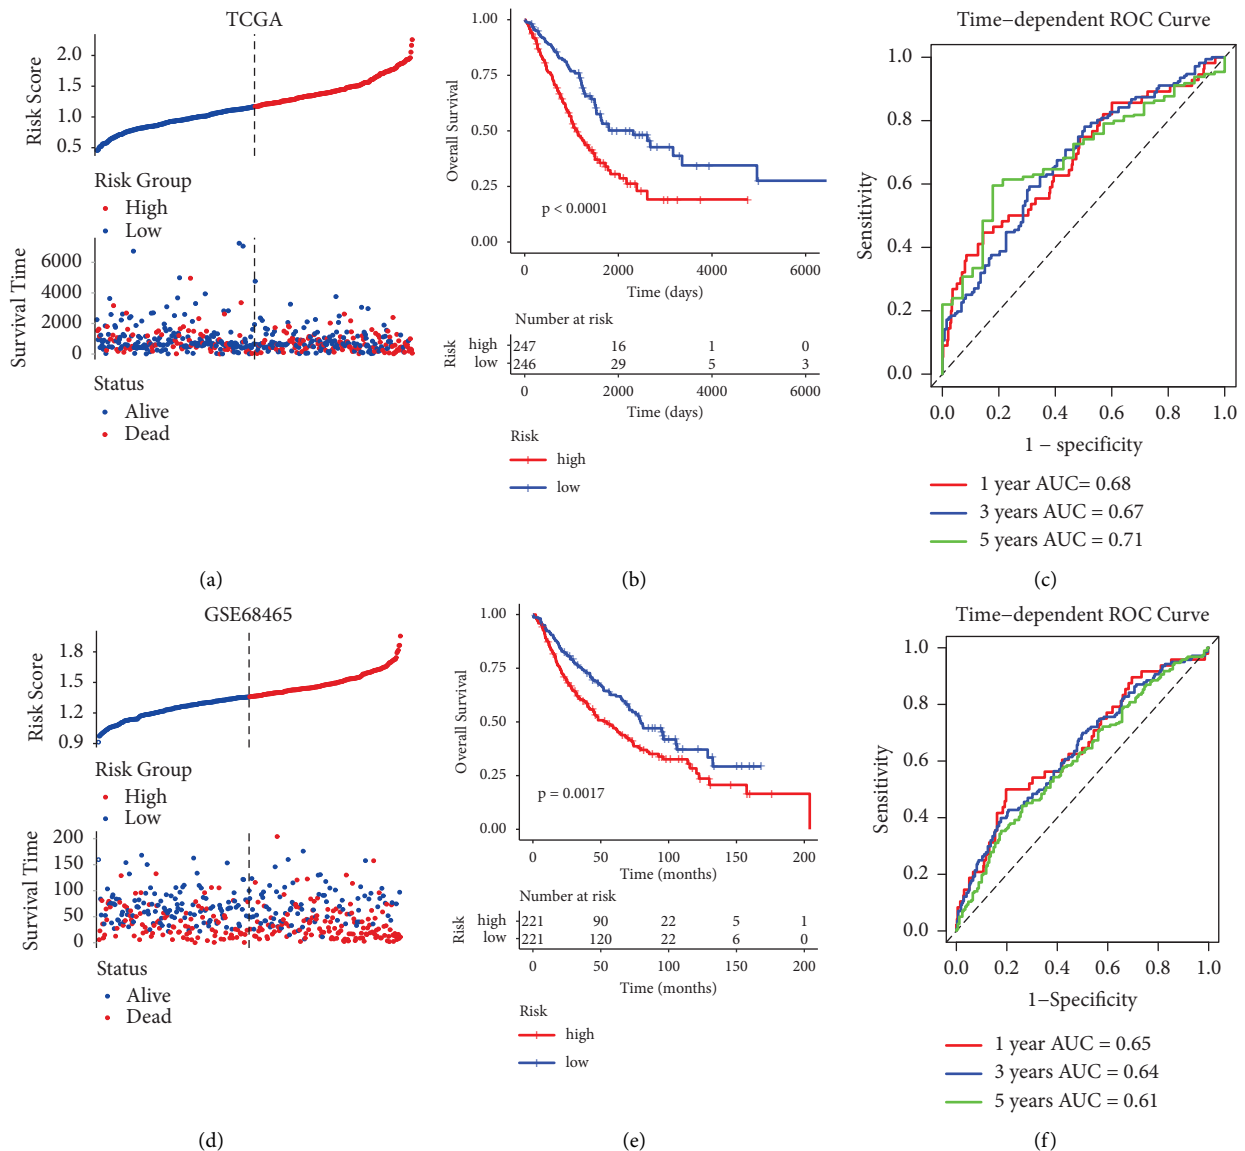 TCGA
Risk Score
2.0
1.5
1.0
0.5
Risk Group
High
Low
Survival Time
6000
4000
2000
0
Status
Alive
Dead
(a)
Overall Survival
1.00
0.75
0.50
0.25
0.00
p < 0.0001
0 2000 4000 6000
Time (days)
Number at risk
Risk
high 247 16 1 0
low 246 29 5 3
0 2000 4000 6000
Time (days)
Risk
high
low
(b)
Time−dependent ROC Curve
Sensitivity
1.0
0.8
0.6
0.4
0.2
0.0
0.0 0.2 0.4 0.6 0.8 1.0
1 − specificity
1 year AUC= 0.68
3 years AUC = 0.67
5 years AUC = 0.71
(c)
GSE68465
Risk Score
1.8
1.5
1.2
0.9
Risk Group
High
Low
Survival Time
200
150
100
50
0
Status
Alive
Dead
(d)
Overall Survival
1.00
0.75
0.50
0.25
0.00
p = 0.0017
0 50 100 150 200
Time (months)
Number at risk
Risk
high 221 90 22 5 1
low 221 120 22 6 0
0 50 100 150 200
Time (months)
Risk
high
low
(e)
Time−dependent ROC Curve
Sensitivity
1.0
0.8
0.6
0.4
0.2
0.0
0.0 0.2 0.4 0.6 0.8 1.0
1−Specificity
1 year AUC = 0.65
3 years AUC = 0.64
5 years AUC = 0.61
(f)